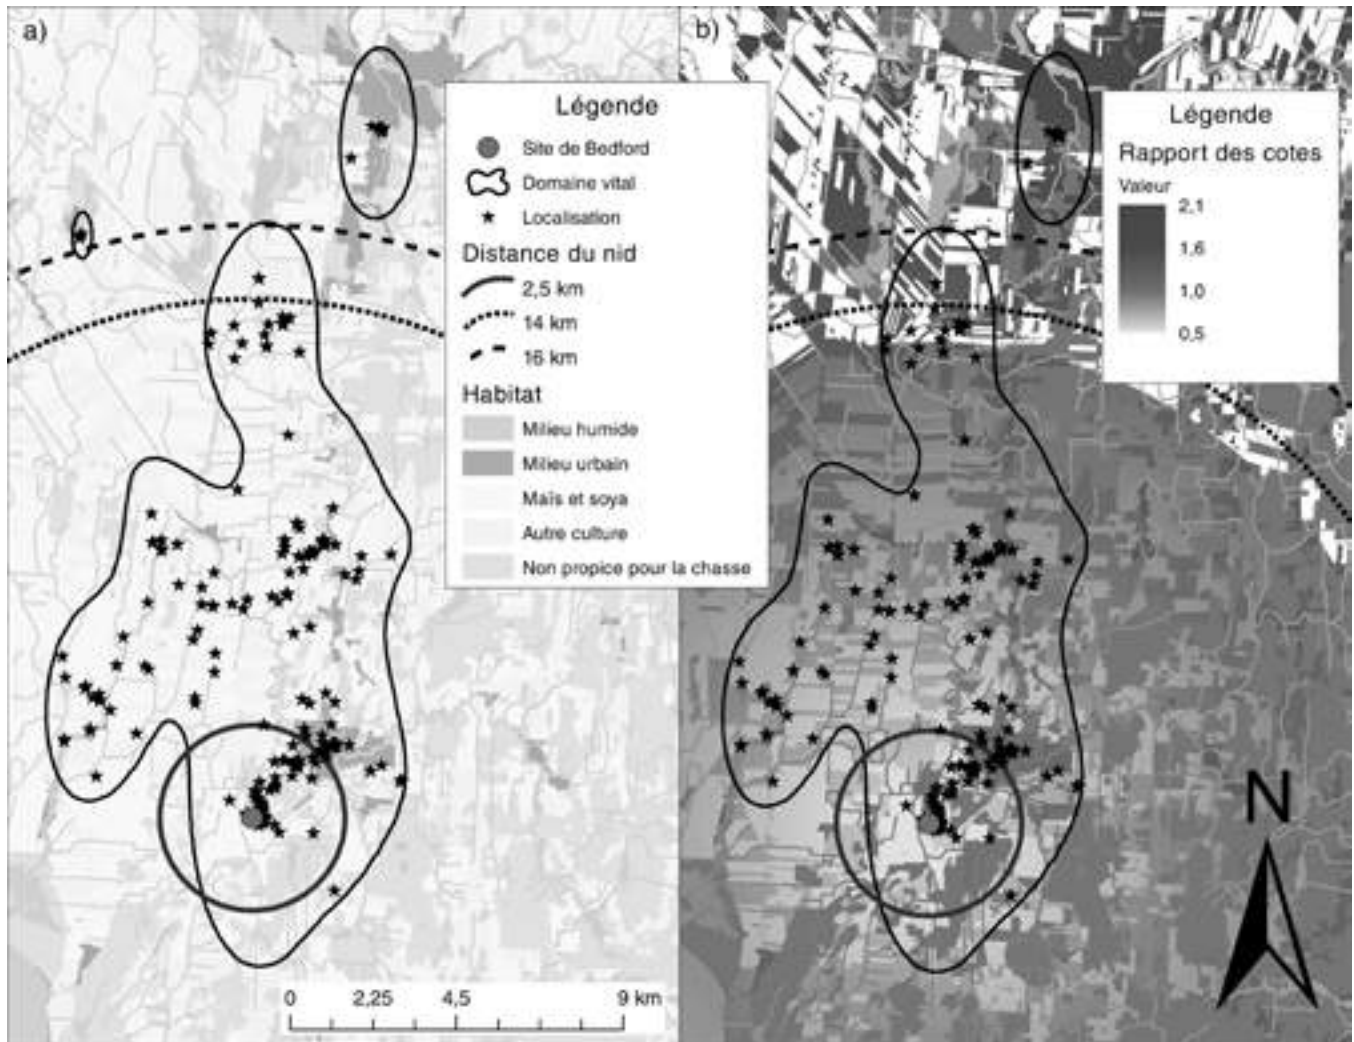 a)
Légende
Site de Bedford
Domaine vital
Localisation
Distance du nid
2,5 km
14 km
16 km
Habitat
Milieu humide
Milieu urbain
Maïs et soya
Autre culture
Non propice pour la chasse
0 2,25 4,5 9 km
b)
Légende
Rapport des cotes
Valeur
2,1
1,6
1,0
0,5
N